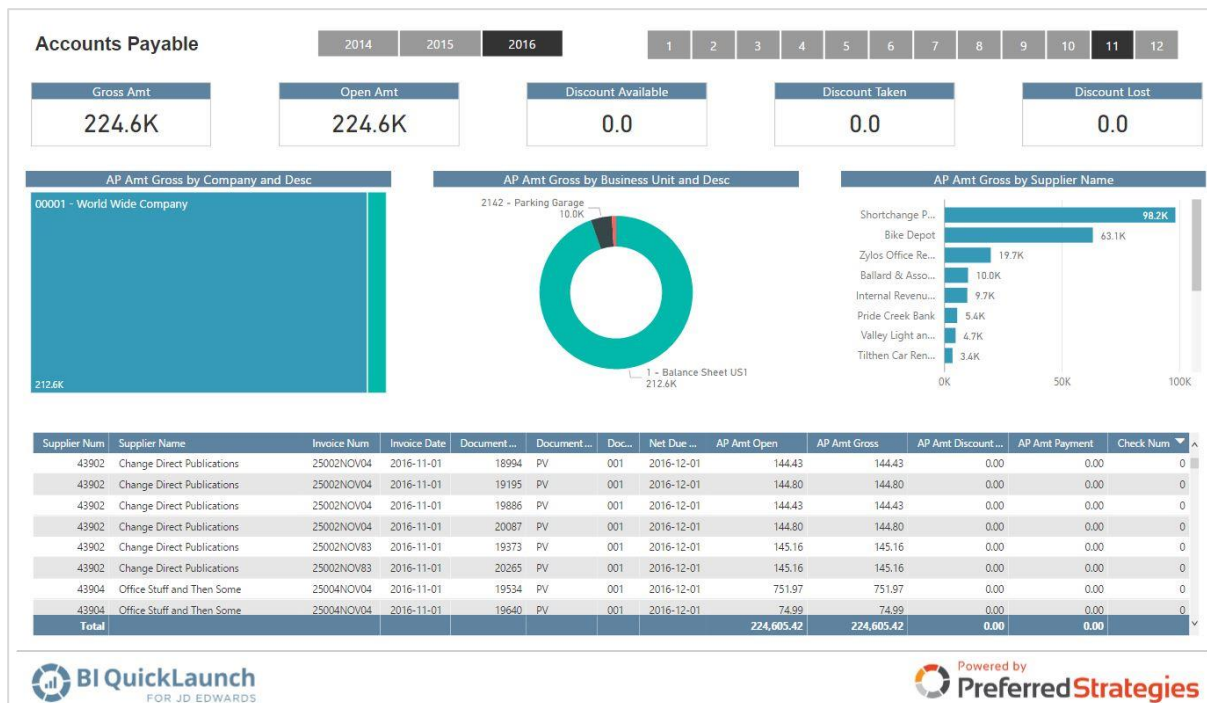 Accounts Payable
2014 2015 2016
1 2 3 4 5 6 7 8 9 10 11 12
Gross Amt
224.6K
Open Amt
224.6K
Discount Available
0.0
Discount Taken
0.0
Discount Lost
0.0
AP Amt Gross by Company and Desc
00001 - World Wide Company
212.6K
AP Amt Gross by Business Unit and Desc
2142 - Parking Garage
10.0K
1 - Balance Sheet US1
212.6K
AP Amt Gross by Supplier Name
Shortchange P... 98.2K
Bike Depot 63.1K
Zylos Office Re... 19.7K
Ballard & Asso... 10.0K
Internal Revenu... 9.7K
Pride Creek Bank 5.4K
Valley Light an... 4.7K
Tilthen Car Ren... 3.4K
0K 50K 100K
Supplier Num Supplier Name Invoice Num Invoice Date Document ... Document ... Doc... Net Due ... AP Amt Open AP Amt Gross AP Amt Discount ... AP Amt Payment Check Num
43902 Change Direct Publications 25002NOV04 2016-11-01 18994 PV 001 2016-12-01 144.43 144.43 0.00 0.00 0
43902 Change Direct Publications 25002NOV04 2016-11-01 19195 PV 001 2016-12-01 144.80 144.80 0.00 0.00 0
43902 Change Direct Publications 25002NOV04 2016-11-01 19886 PV 001 2016-12-01 144.43 144.43 0.00 0.00 0
43902 Change Direct Publications 25002NOV04 2016-11-01 20087 PV 001 2016-12-01 144.80 144.80 0.00 0.00 0
43902 Change Direct Publications 25002NOV83 2016-11-01 19373 PV 001 2016-12-01 145.16 145.16 0.00 0.00 0
43902 Change Direct Publications 25002NOV83 2016-11-01 20265 PV 001 2016-12-01 145.16 145.16 0.00 0.00 0
43904 Office Stuff and Then Some 25004NOV04 2016-11-01 19534 PV 001 2016-12-01 751.97 751.97 0.00 0.00 0
43904 Office Stuff and Then Some 25004NOV04 2016-11-01 19640 PV 001 2016-12-01 74.99 74.99 0.00 0.00 0
Total 224,605.42 224,605.42 0.00 0.00
BI QuickLaunch
FOR JD EDWARDS
Powered by
Preferred Strategies